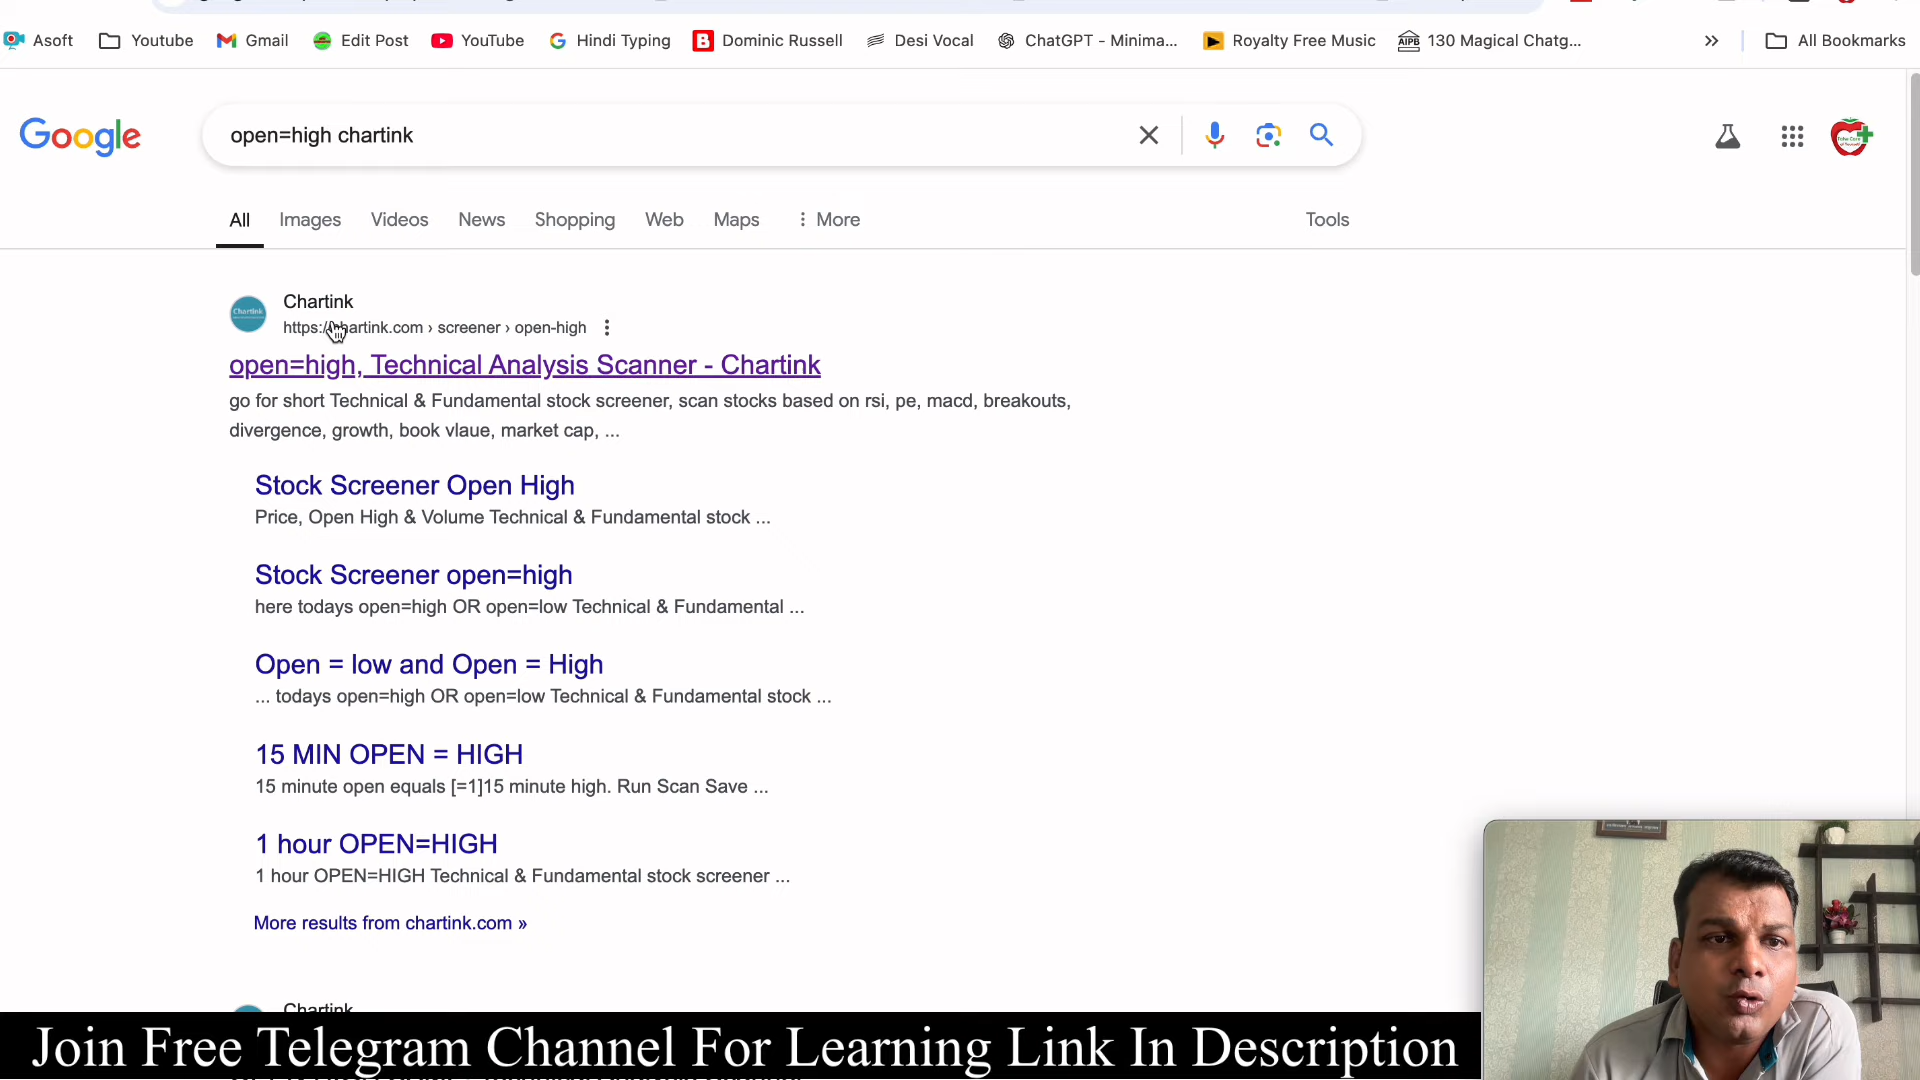 Asoft Youtube Gmail Edit Post YouTube Hindi Typing Dominic Russell Desi Vocal ChatGPT - Minima... Royalty Free Music AIPB 130 Magical Chatg... » All Bookmarks
Google open=high chartink
All Images Videos News Shopping Web Maps More Tools
Chartink
Chartink
https://chartink.com › screener › open-high
open=high, Technical Analysis Scanner - Chartink
go for short Technical & Fundamental stock screener, scan stocks based on rsi, pe, macd, breakouts,
divergence, growth, book vlaue, market cap, ...
Stock Screener Open High
Price, Open High & Volume Technical & Fundamental stock ...
Stock Screener open=high
here todays open=high OR open=low Technical & Fundamental ...
Open = low and Open = High
... todays open=high OR open=low Technical & Fundamental stock ...
15 MIN OPEN = HIGH
15 minute open equals [=1]15 minute high. Run Scan Save ...
1 hour OPEN=HIGH
1 hour OPEN=HIGH Technical & Fundamental stock screener ...
More results from chartink.com »
Chartink
Join Free Telegram Channel For Learning Link In Description